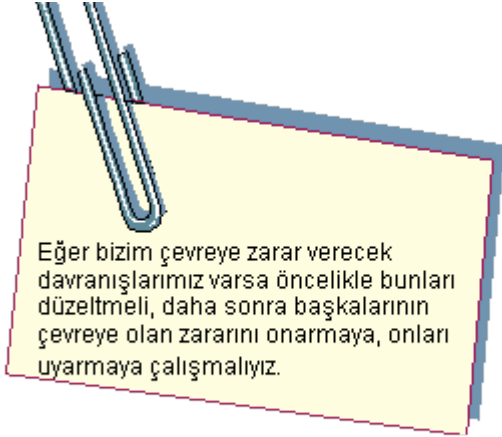 Eğer bizim çevreye zarar verecek
davranışlarımız varsa öncelikle bunları
düzeltmeli, daha sonra başkalarının
çevreye olan zararını onarmaya, onları
uyarmaya çalışmalıyız.